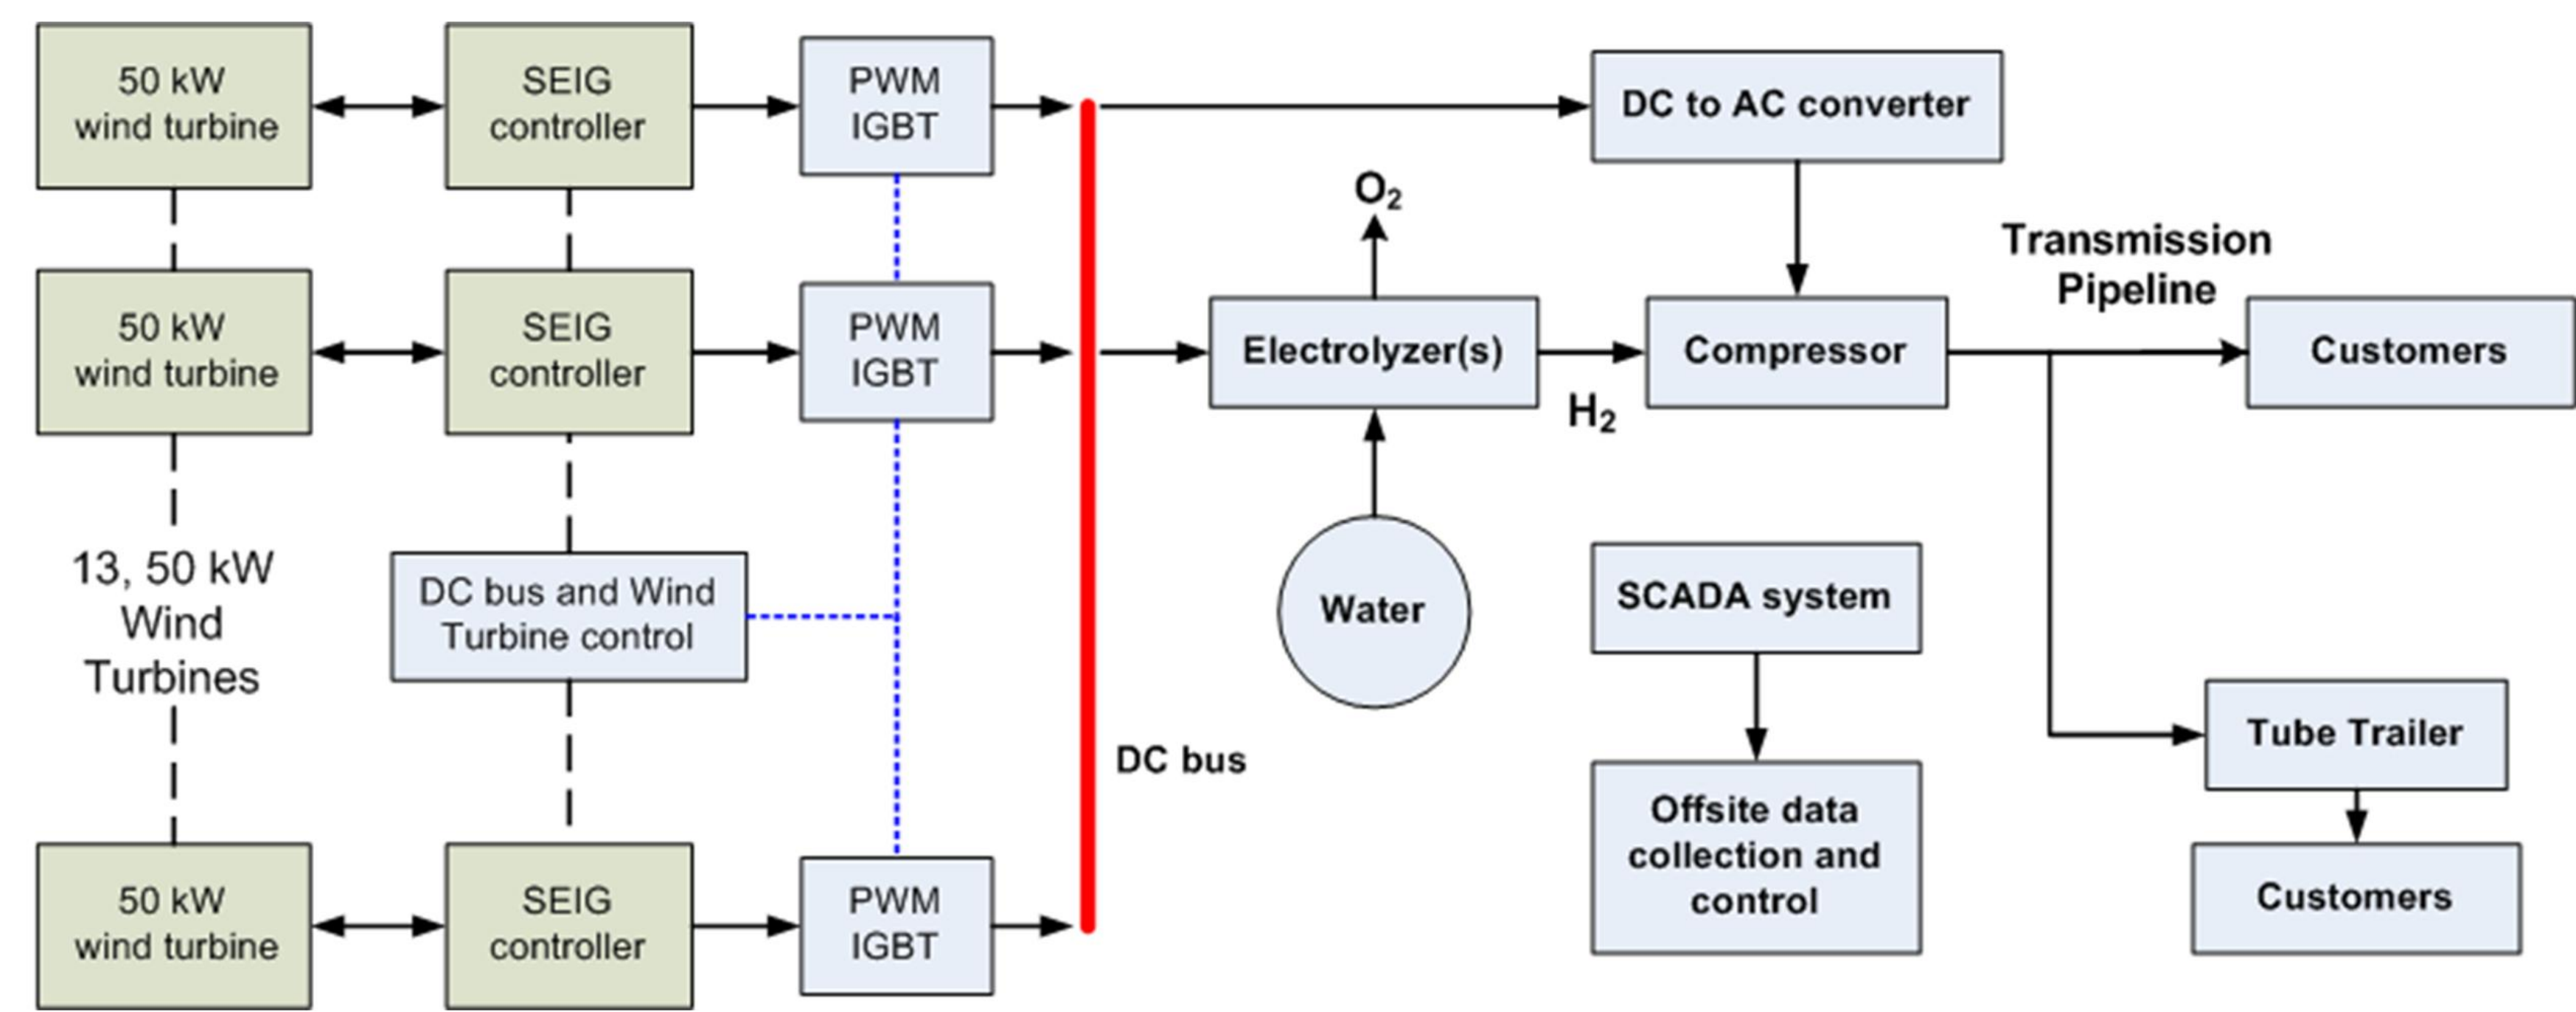 50 kW
wind turbine
SEIG
controller
PWM
IGBT
DC to AC converter
O₂
Transmission
Pipeline
50 kW
wind turbine
SEIG
controller
PWM
IGBT
Electrolyzer(s)
H₂
Compressor
Customers
13, 50 kW
Wind
Turbines
DC bus and Wind
Turbine control
Water
SCADA system
DC bus
Tube Trailer
Offsite data
collection and
control
Customers
50 kW
wind turbine
SEIG
controller
PWM
IGBT